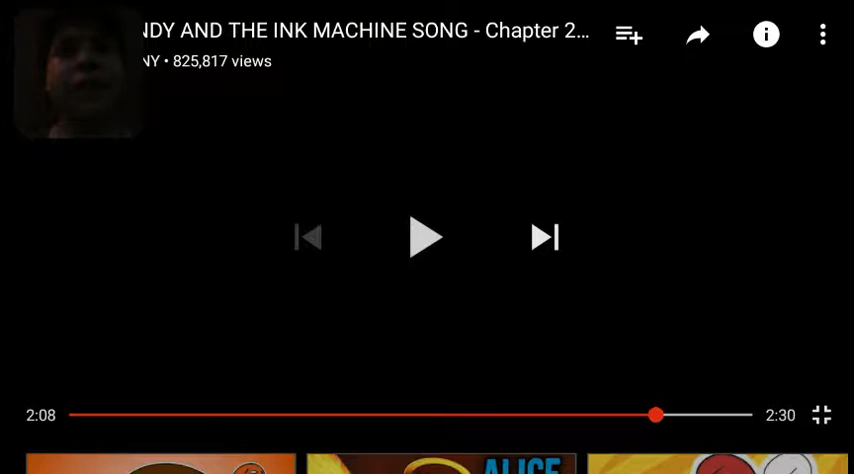 NDY AND THE INK MACHINE SONG - Chapter 2...
NY • 825,817 views
2:08
2:30
ALICE